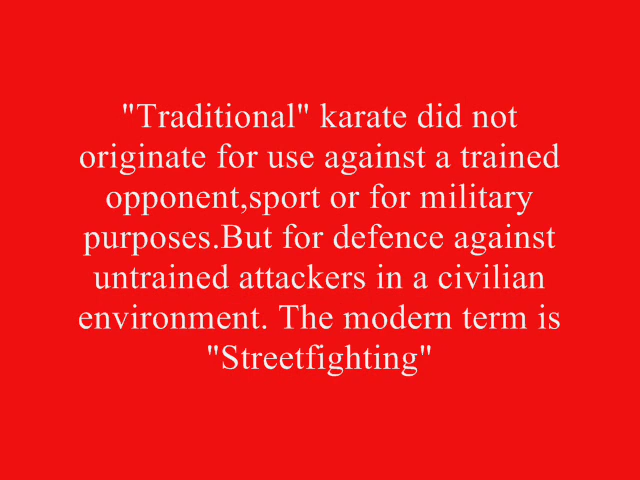 "Traditional" karate did not
originate for use against a trained
opponent,sport or for military
purposes.But for defence against
untrained attackers in a civilian
environment. The modern term is
"Streetfighting"